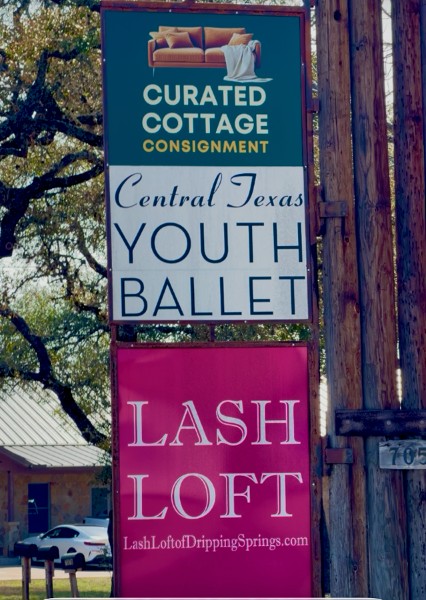 CURATED
COTTAGE
CONSIGNMENT
Central Texas
YOUTH
BALLET
LASH
LOFT
LashLoftofDrippingSprings.com
705